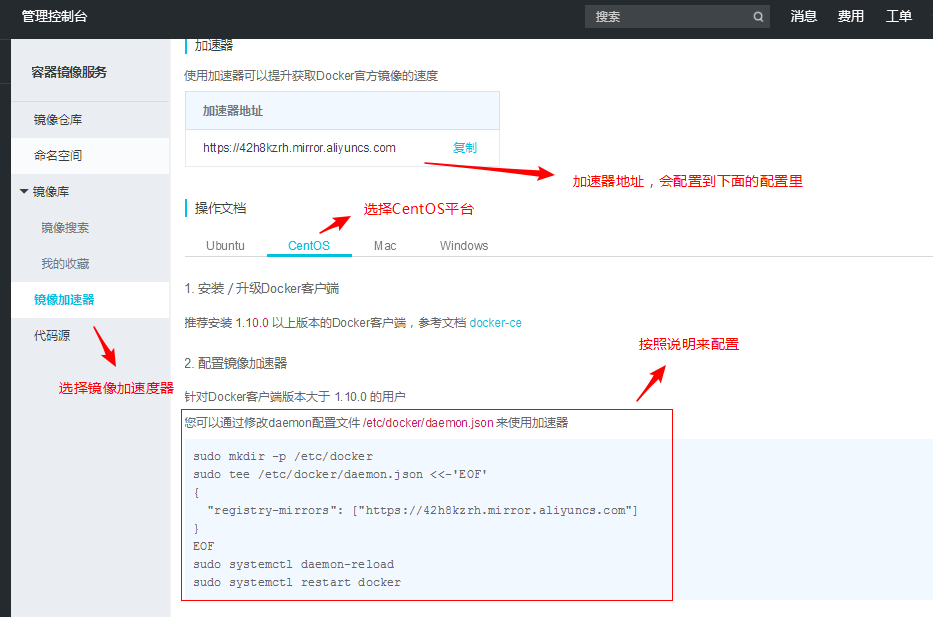 管理控制台
搜索
消息
费用
工单
容器镜像服务
镜像仓库
命名空间
镜像库
镜像搜索
我的收藏
镜像加速器
代码源
选择镜像加速度器
加速器
使用加速器可以提升获取Docker官方镜像的速度
加速器地址
https://42h8kzrh.mirror.aliyuncs.com 复制
加速器地址，会配置到下面的配置里
操作文档
选择CentOS平台
Ubuntu CentOS Mac Windows
1. 安装 / 升级Docker客户端
推荐安装 1.10.0 以上版本的Docker客户端，参考文档 docker-ce
按照说明来配置
2. 配置镜像加速器
针对Docker客户端版本大于 1.10.0 的用户
您可以通过修改daemon配置文件 /etc/docker/daemon.json 来使用加速器
sudo mkdir -p /etc/docker
sudo tee /etc/docker/daemon.json <<-'EOF'
{
"registry-mirrors": ["https://42h8kzrh.mirror.aliyuncs.com"]
}
EOF
sudo systemctl daemon-reload
sudo systemctl restart docker